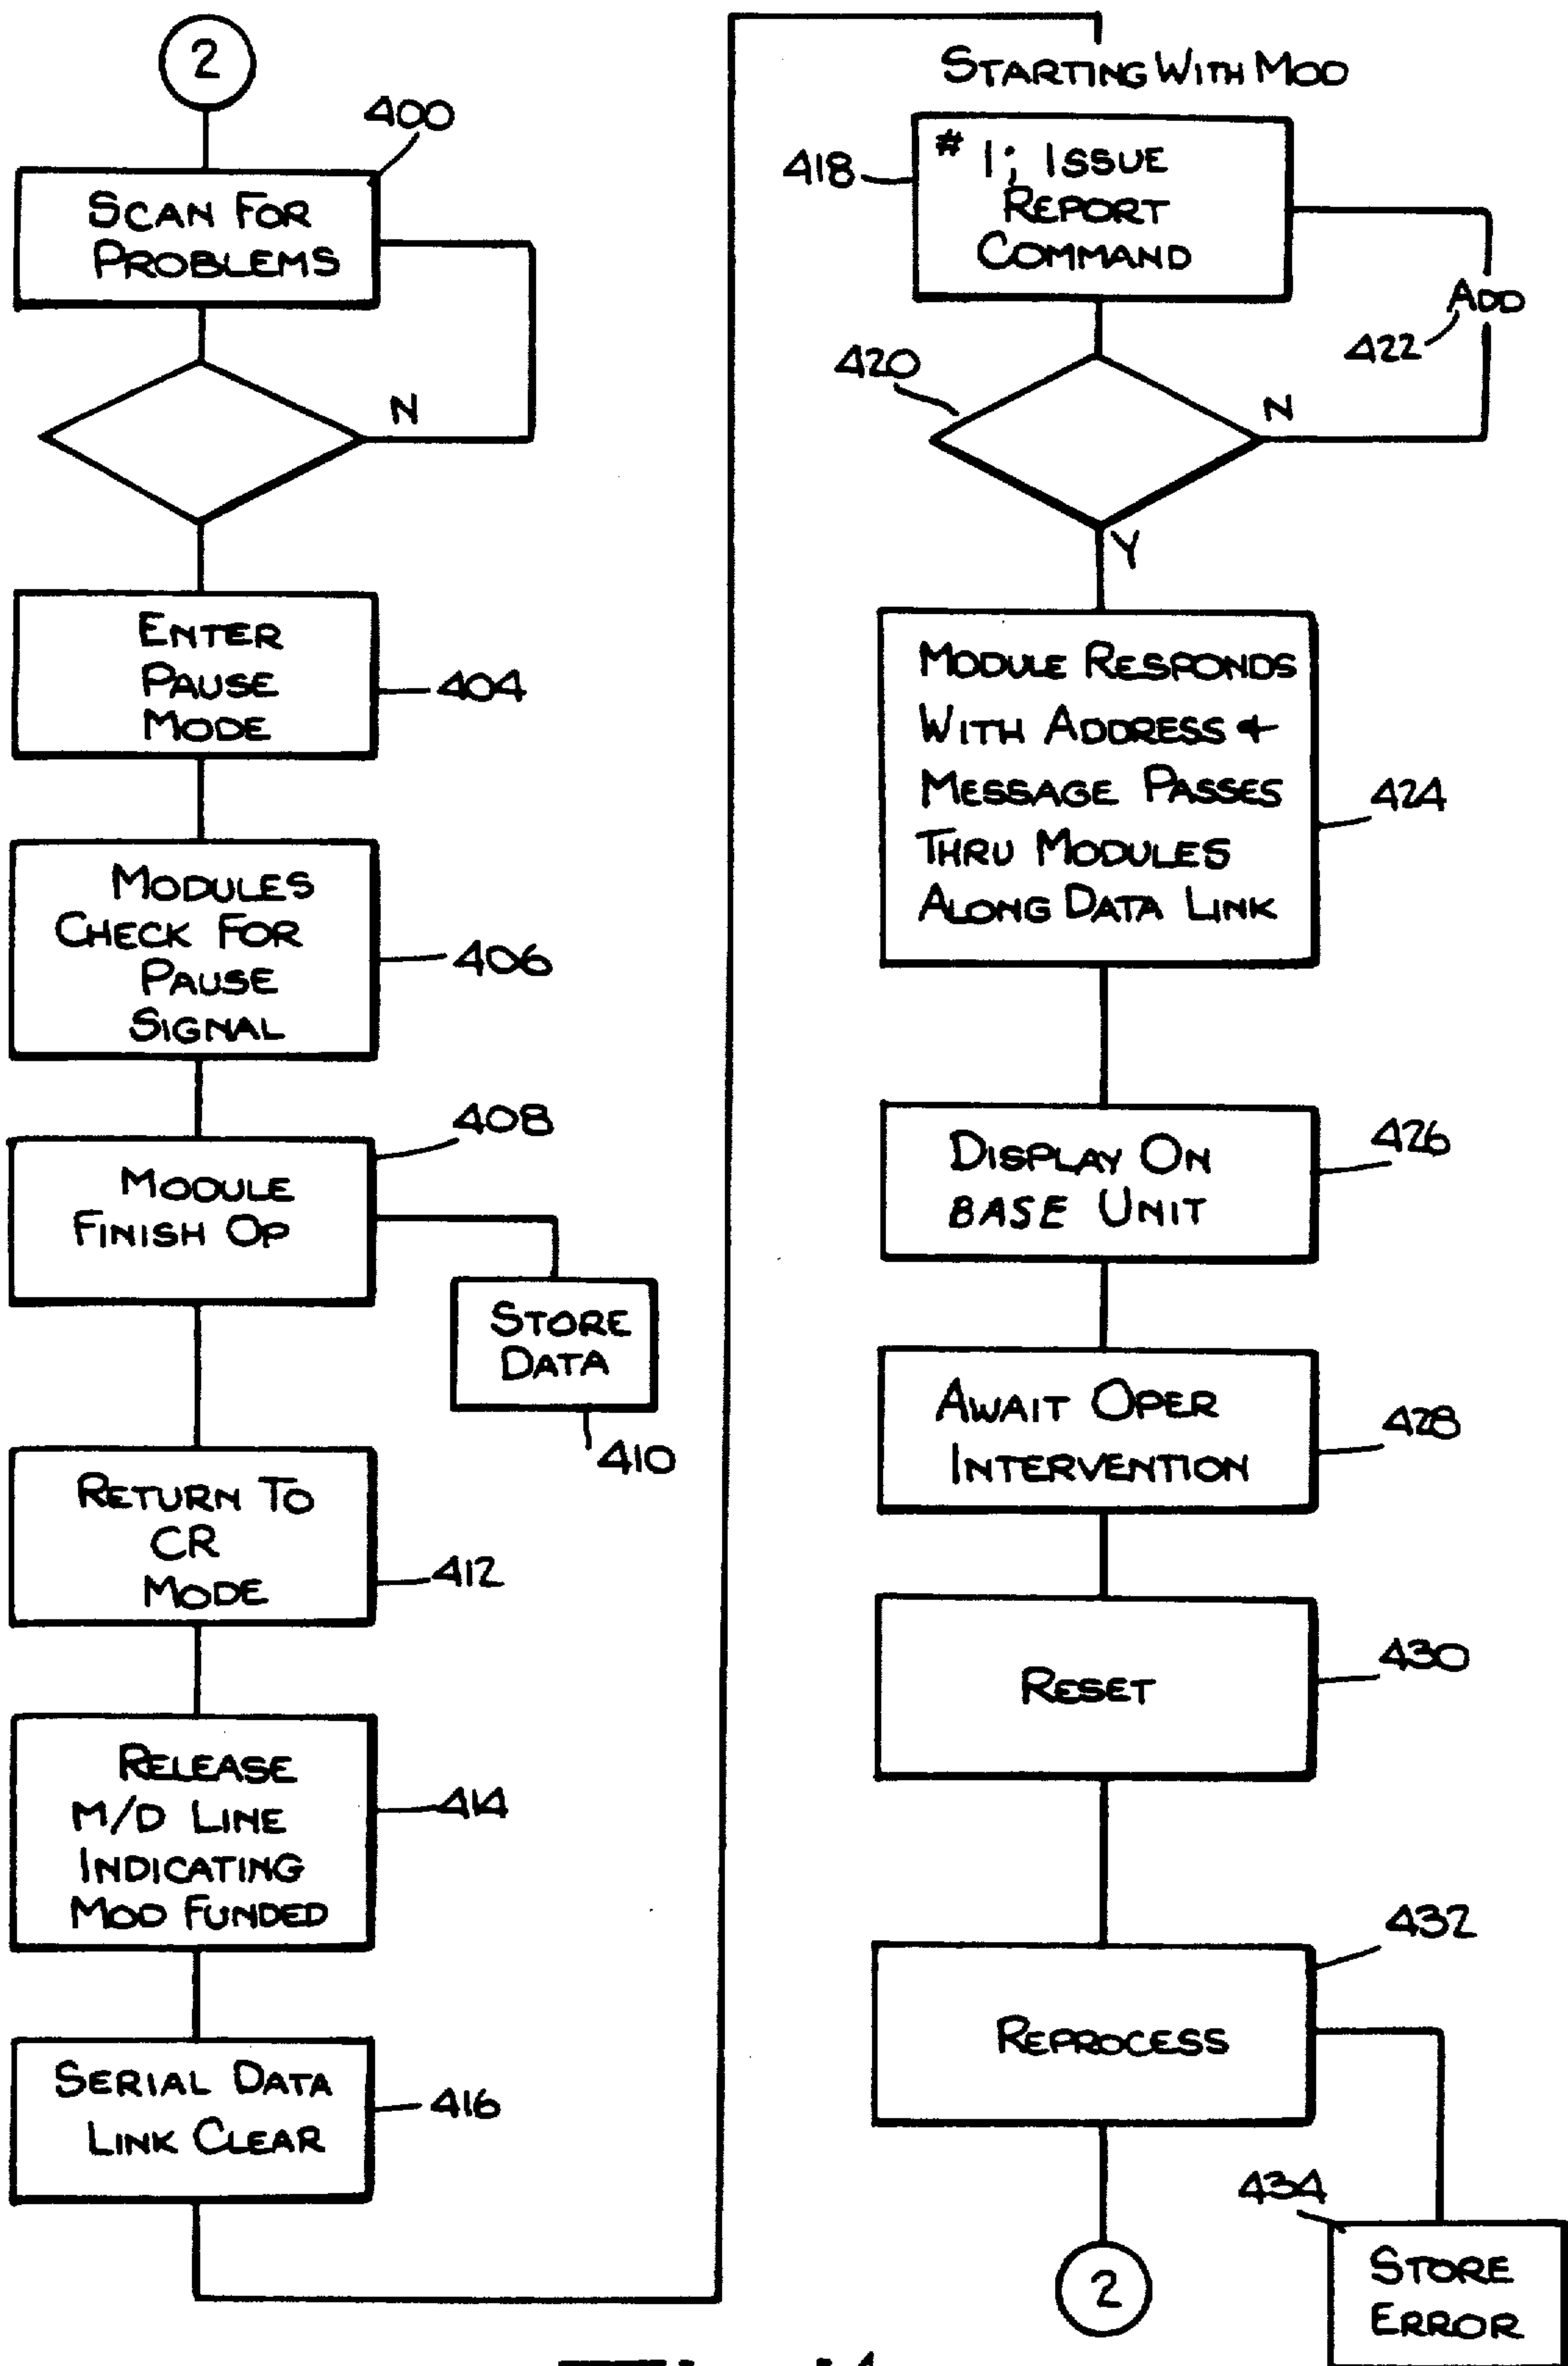 2
400
SCAN FOR
PROBLEMS
N
ENTER
PAUSE
MODE
404
MODULES
CHECK FOR
PAUSE
SIGNAL
406
408
MODULE
FINISH OP
STORE
DATA
410
RETURN TO
CR
MODE
412
RELEASE
M/D LINE
INDICATING
MOD FUNDED
414
SERIAL DATA
LINK CLEAR
416
STARTING WITH MOD
418
# 1; ISSUE
REPORT
COMMAND
ADD
422
420
N
Y
MODULE RESPONDS
WITH ADDRESS &
MESSAGE PASSES
THRU MODULES
ALONG DATA LINK
424
DISPLAY ON
BASE UNIT
426
AWAIT OPER
INTERVENTION
428
RESET
430
432
REPROCESS
434
STORE
ERROR
2